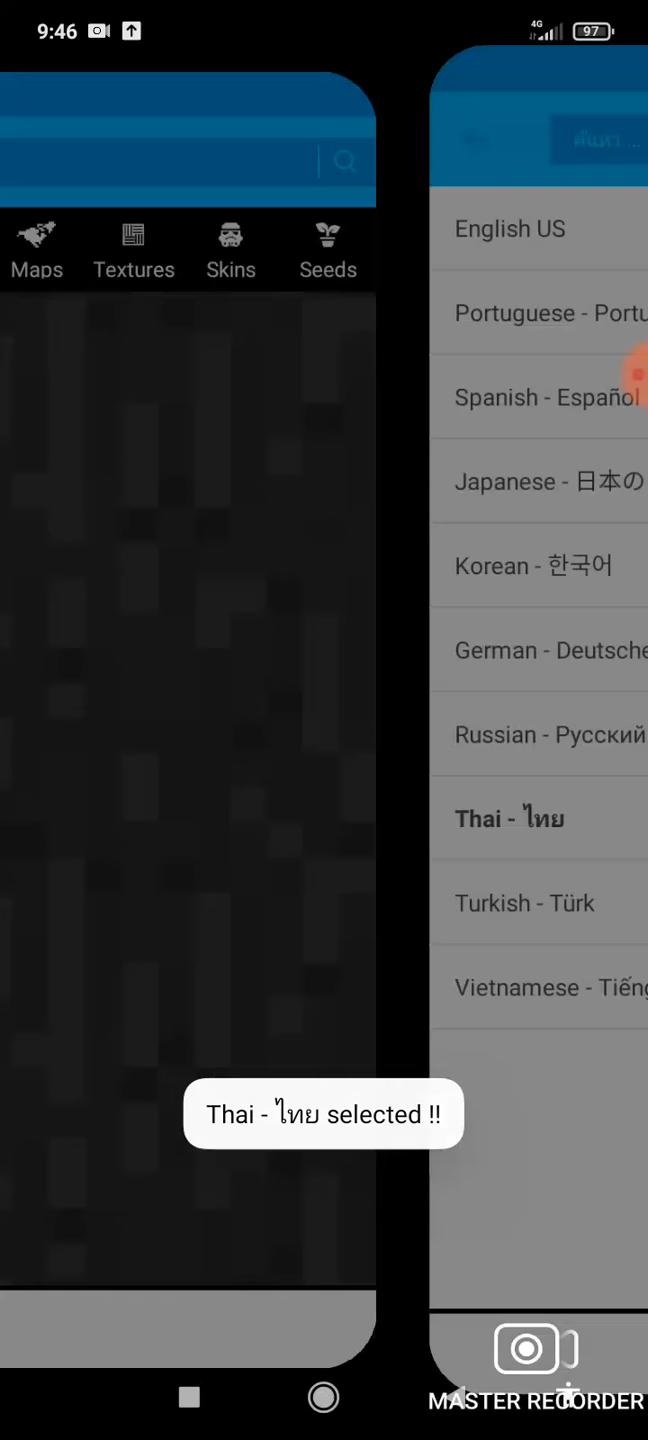 9:46
4G
97
ค้นหา ...
Maps
Textures
Skins
Seeds
English US
Portuguese - Portu
Spanish - Español
Japanese - 日本の
Korean - 한국어
German - Deutsche
Russian - Русский
Thai - ไทย
Turkish - Türk
Vietnamese - Tiếng
Thai - ไทย selected !!
MASTER RECORDER